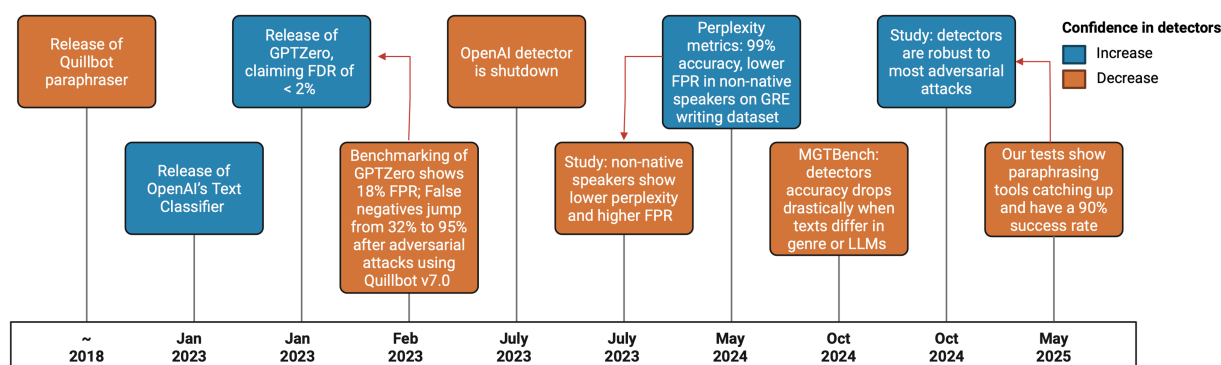 Release of
Quillbot
paraphraser
Release of
OpenAI's Text
Classifier
Release of
GPTZero,
claiming FDR of
< 2%
Benchmarking of
GPTZero shows
18% FPR; False
negatives jump
from 32% to 95%
after adversarial
attacks using
Quillbot v7.0
OpenAI detector
is shutdown
Study: non-native
speakers show
lower perplexity
and higher FPR
Perplexity
metrics: 99%
accuracy, lower
FPR in non-native
speakers on GRE
writing dataset
MGTBench:
detectors
accuracy drops
drastically when
texts differ in
genre or LLMs
Study: detectors
are robust to
most adversarial
attacks
Our tests show
paraphrasing
tools catching up
and have a 90%
success rate
Confidence in detectors
Increase
Decrease
~
2018
Jan
2023
Jan
2023
Feb
2023
July
2023
July
2023
May
2024
Oct
2024
Oct
2024
May
2025